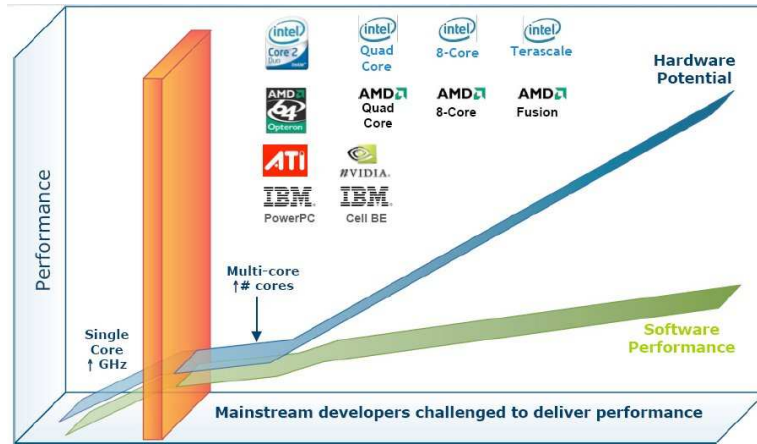 intel
Core 2
Duo
inside™
intel
Quad
Core
intel
8-Core
intel
Terascale
Hardware
Potential
AMD
64
Opteron
AMD
Quad
Core
AMD
8-Core
AMD
Fusion
ATI
nVIDIA.
IBM
PowerPC
IBM
Cell BE
Performance
Multi-core
↑# cores
Single
Core
↑ GHz
Software
Performance
Mainstream developers challenged to deliver performance